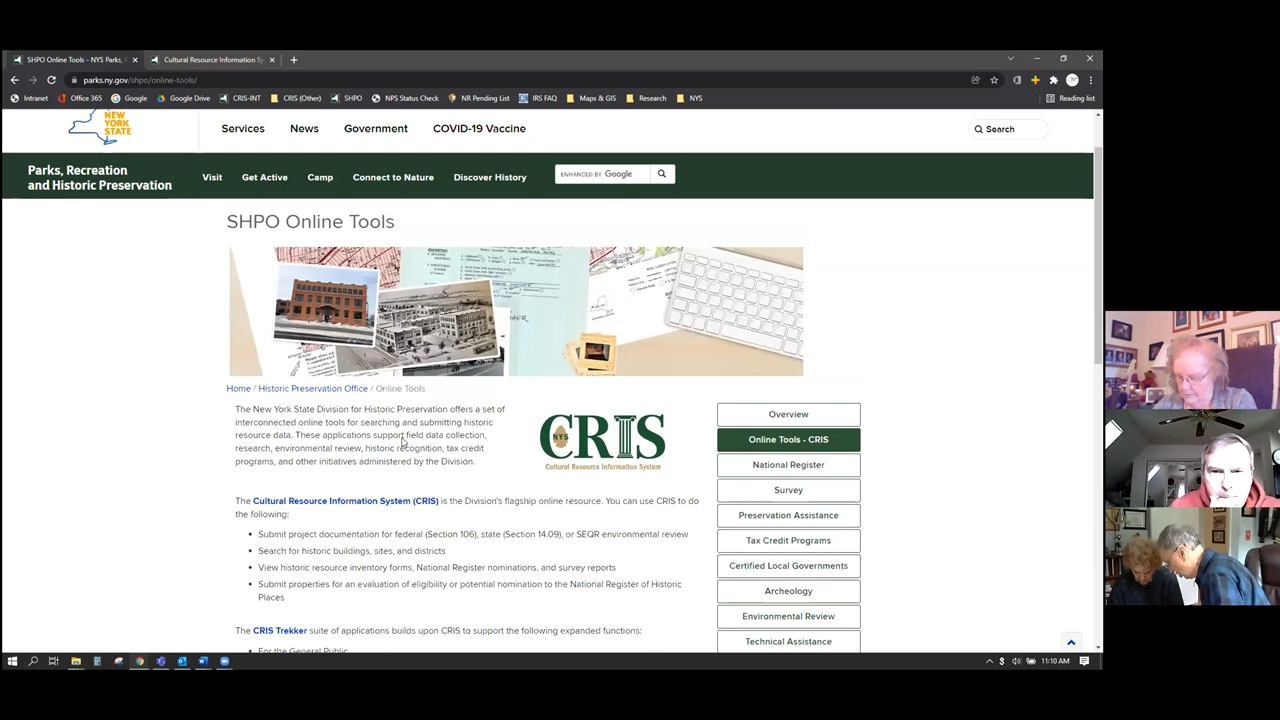 SHPO Online Tools - NYS Parks, 
Cultural Resource Information Sy
parks.ny.gov/shpo/online-tools/
Intranet Office 365 Google Google Drive CRIS-INT CRIS (Other) SHPO NPS Status Check NR Pending List IRS FAQ Maps & GIS Research NYS Reading list
NEW YORK STATE
Services News Government COVID-19 Vaccine Search
Parks, Recreation
and Historic Preservation
Visit Get Active Camp Connect to Nature Discover History ENHANCED BY Google
SHPO Online Tools
Home / Historic Preservation Office / Online Tools
The New York State Division for Historic Preservation offers a set of
interconnected online tools for searching and submitting historic
resource data. These applications support field data collection,
research, environmental review, historic recognition, tax credit
programs, and other initiatives administered by the Division.
NYS CRIS
Cultural Resource Information System
The Cultural Resource Information System (CRIS) is the Division's flagship online resource. You can use CRIS to do
the following:
• Submit project documentation for federal (Section 106), state (Section 14.09), or SEQR environmental review
• Search for historic buildings, sites, and districts
• View historic resource inventory forms, National Register nominations, and survey reports
• Submit properties for an evaluation of eligibility or potential nomination to the National Register of Historic
Places
The CRIS Trekker suite of applications builds upon CRIS to support the following expanded functions:
• For the General Public
Overview
Online Tools - CRIS
National Register
Survey
Preservation Assistance
Tax Credit Programs
Certified Local Governments
Archeology
Environmental Review
Technical Assistance
11:10 AM